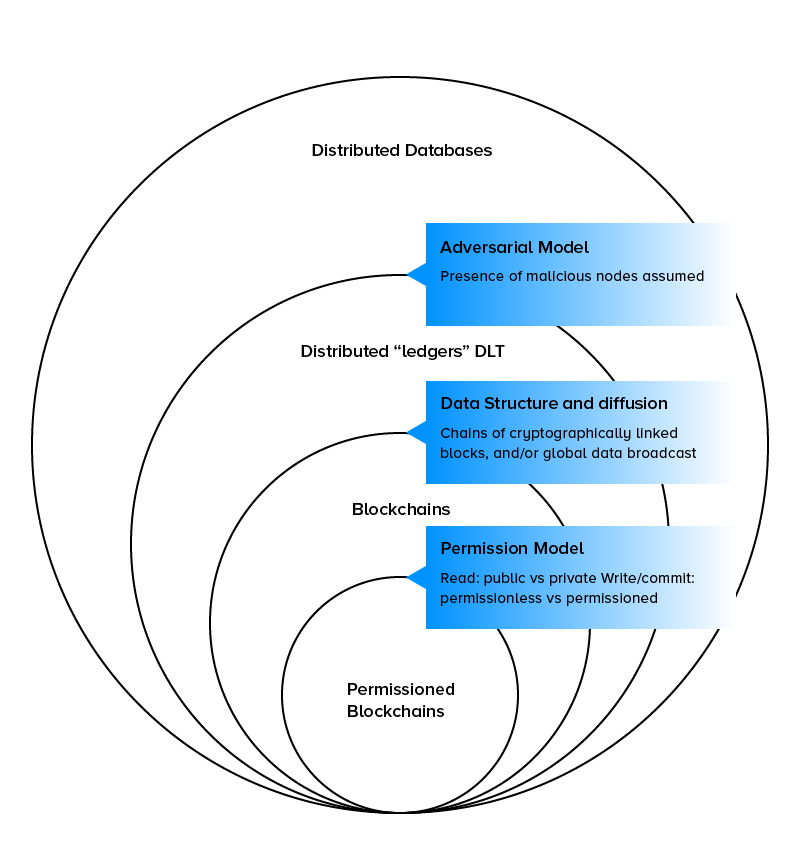 Distributed Databases
Adversarial Model
Presence of malicious nodes assumed
Distributed “ledgers” DLT
Data Structure and diffusion
Chains of cryptographically linked
blocks, and/or global data broadcast
Blockchains
Permission Model
Read: public vs private Write/commit:
permissionless vs permissioned
Permissioned
Blockchains